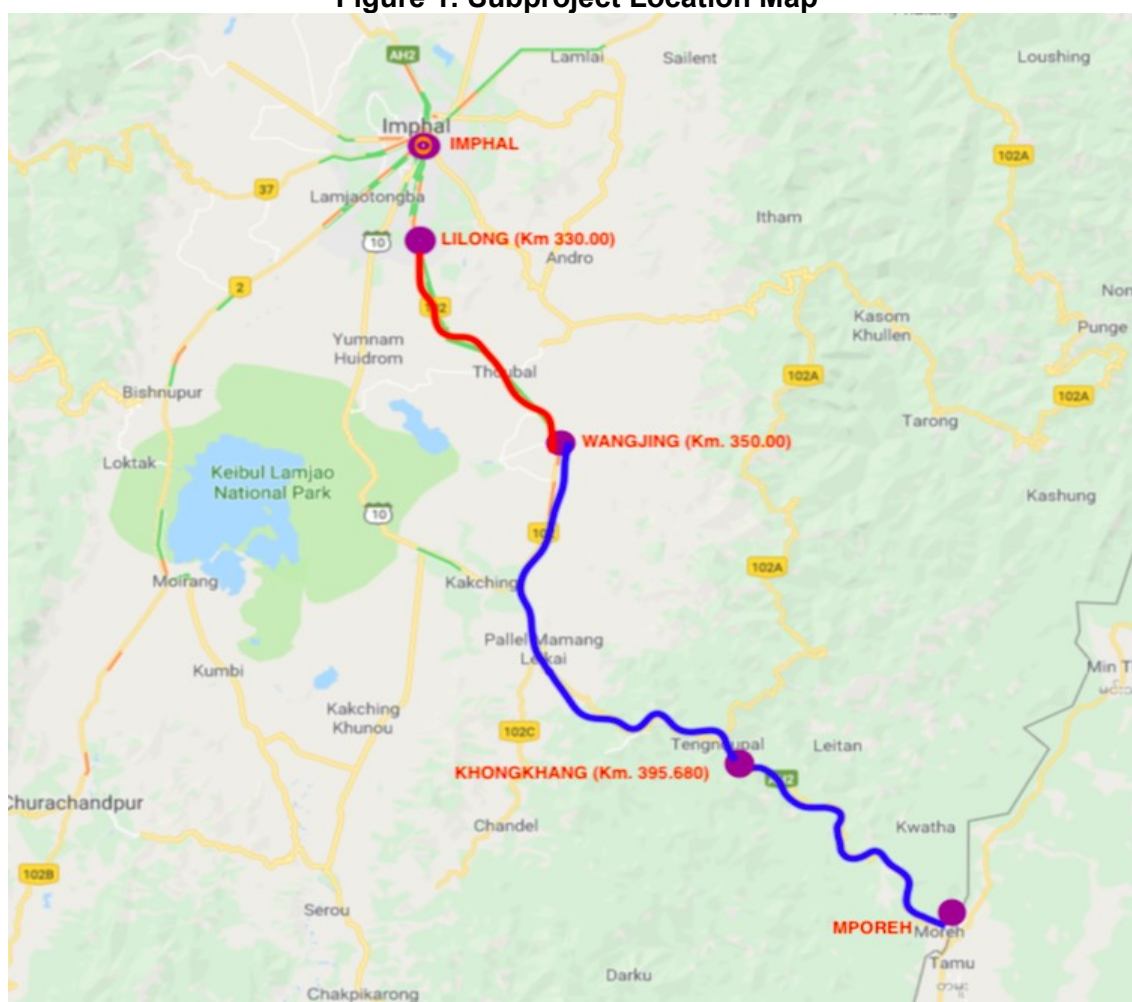 Figure 1: Subproject Location Map
AH2
Lamlai
Sailent
Loushing
Imphal
IMPHAL
102A
37
Lamjaotongba
Itham
10
LILONG (Km 330.00)
Andro
2
Kasom
Khullen
Punge
Yumnam
Huidrom
Thoubal
102A
102A
Bishnupur
Tarong
WANGJING (Km. 350.00)
Loktak
Keibul Lamjao
National Park
Kashung
10
102A
Moirang
Kakching
Pallel Mamang
Leikai
Kumbi
Min T
Kakching
Khunou
102C
Tengnoupal
Leitan
KHONGKHANG (Km. 395.680)
AH2
Churachandpur
Chandel
Kwatha
102B
Serou
MPOREH
Moreh
Tamu
Darku
Chakpikarong